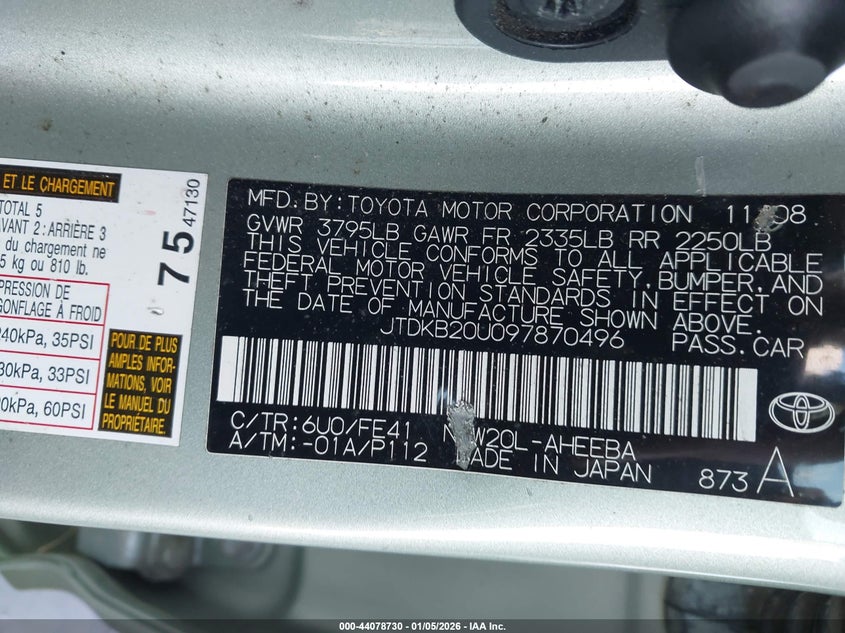 ET LE CHARGEMENT
TOTAL 5
AVANT 2: ARRIÈRE 3
du chargement ne
5 kg ou 810 lb.
PRESSION DE
GONFLAGE À FROID
240kPa, 35PSI
30kPa, 33PSI
0kPa, 60PSI
POUR DE PLUS
AMPLES INFOR-
MATIONS, VOIR
LE MANUEL DU
PROPRIÉTAIRE.
75
47130
MFD. BY: TOYOTA MOTOR CORPORATION 11 08
GVWR 3795LB GAWR FR 2335LB RR 2250LB
THIS VEHICLE CONFORMS TO ALL APPLICABLE
FEDERAL MOTOR VEHICLE SAFETY, BUMPER, AND
THEFT PREVENTION STANDARDS IN EFFECT ON
THE DATE OF MANUFACTURE SHOWN ABOVE.
JTDKB20U097870496 PASS. CAR
C/TR: 6U0/FE41 W20L-AHEEBA
A/TM: -01A/P112 MADE IN JAPAN 873 A
000-44078730 - 01/05/2026 - IAA Inc.